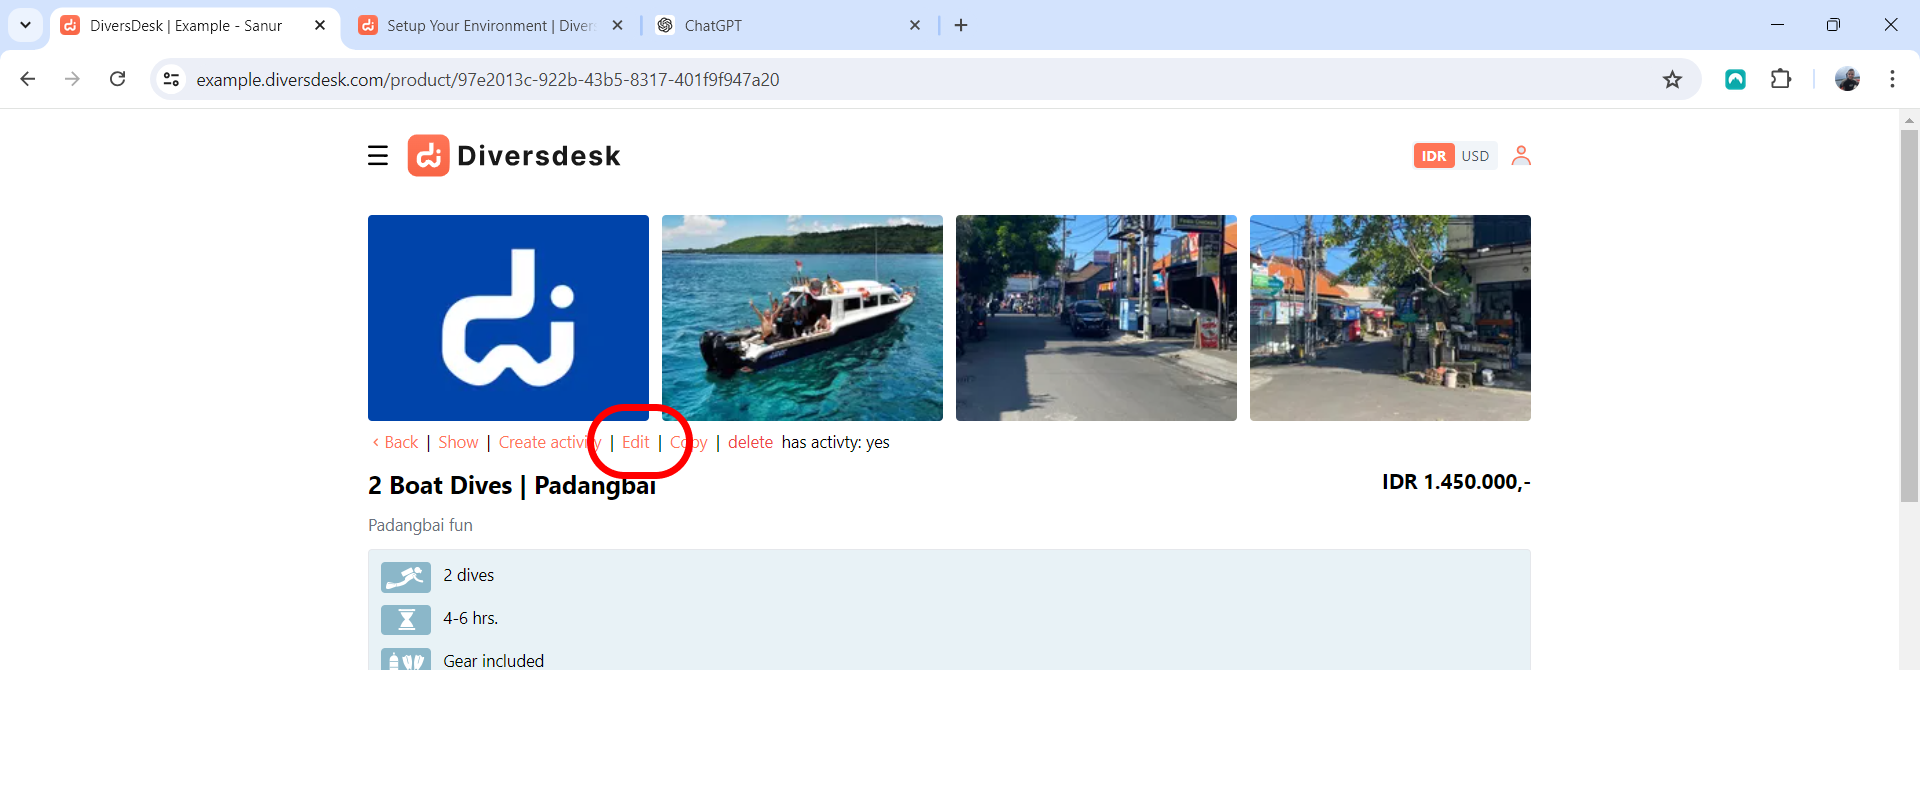 DiversDesk | Example - Sanur
Setup Your Environment | Divers
ChatGPT
example.diversdesk.com/product/97e2013c-922b-43b5-8317-401f9f947a20
Diversdesk
IDR USD
‹ Back | Show | Create activity | Edit | Copy | delete has activty: yes
2 Boat Dives | Padangbai
IDR 1.450.000,-
Padangbai fun
2 dives
4-6 hrs.
Gear included